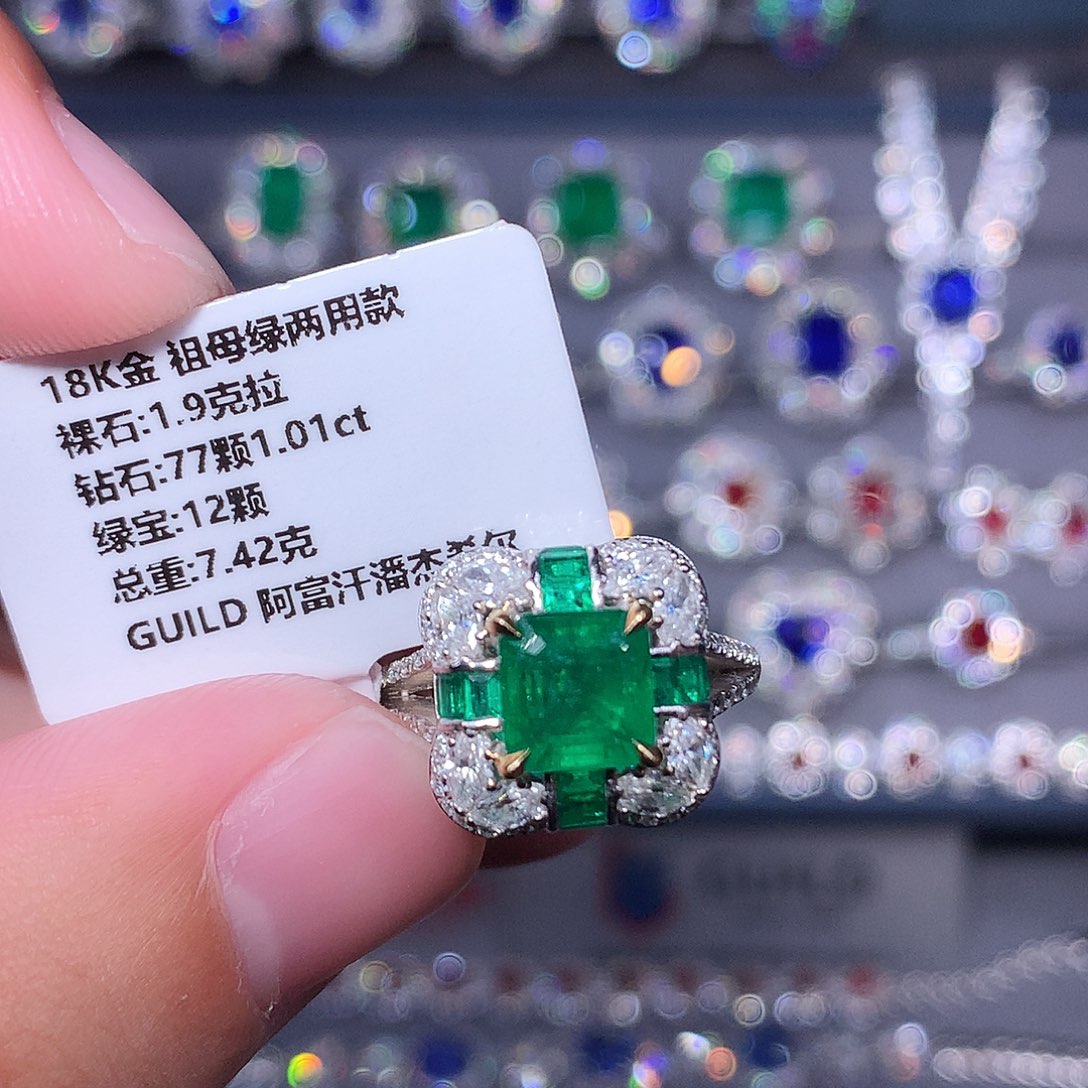 18K金 祖母绿两用款
裸石:1.9克拉
钻石:77颗1.01ct
绿宝:12颗
总重:7.42克
GUILD 阿富汗潘杰希尔
GUILD